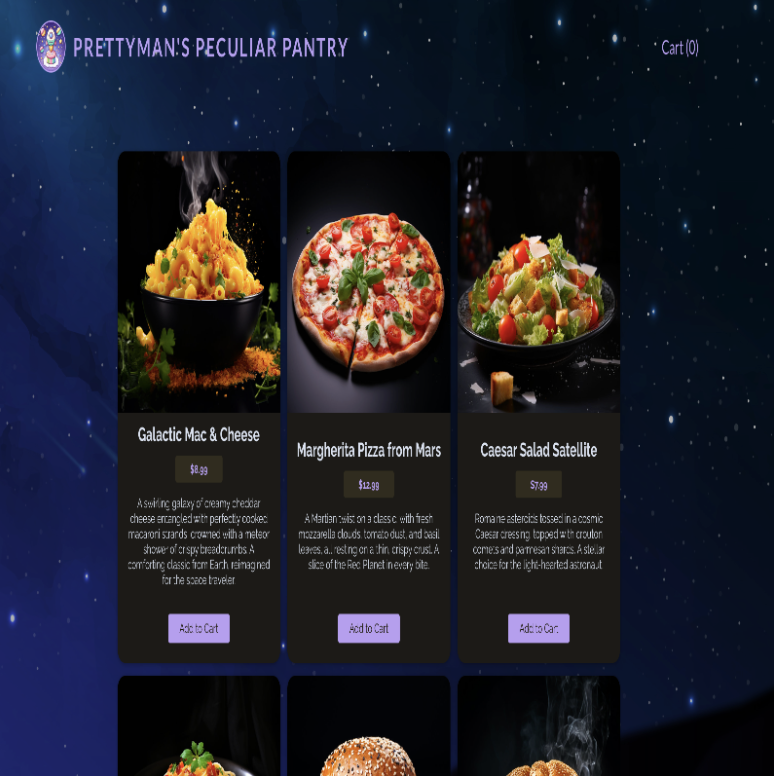 PRETTYMAN'S PECULIAR PANTRY
Cart (0)
Galactic Mac & Cheese
$8.99
A swirling galaxy of creamy cheddar
cheese entangled with perfectly cooked
macaroni strands, crowned with a meteor
shower of crispy breadcrumbs. A
comforting classic from Earth, reimagined
for the space traveler.
Add to Cart
Margherita Pizza from Mars
$12.99
A Martian twist on a classic, with fresh
mozzarella clouds, tomato dust, and basil
leaves, all resting on a thin, crispy crust. A
slice of the Red Planet in every bite.
Add to Cart
Caesar Salad Satellite
$7.99
Romaine asteroids tossed in a cosmic
Caesar dressing, topped with crouton
comets and parmesan shards. A stellar
choice for the light-hearted astronaut.
Add to Cart